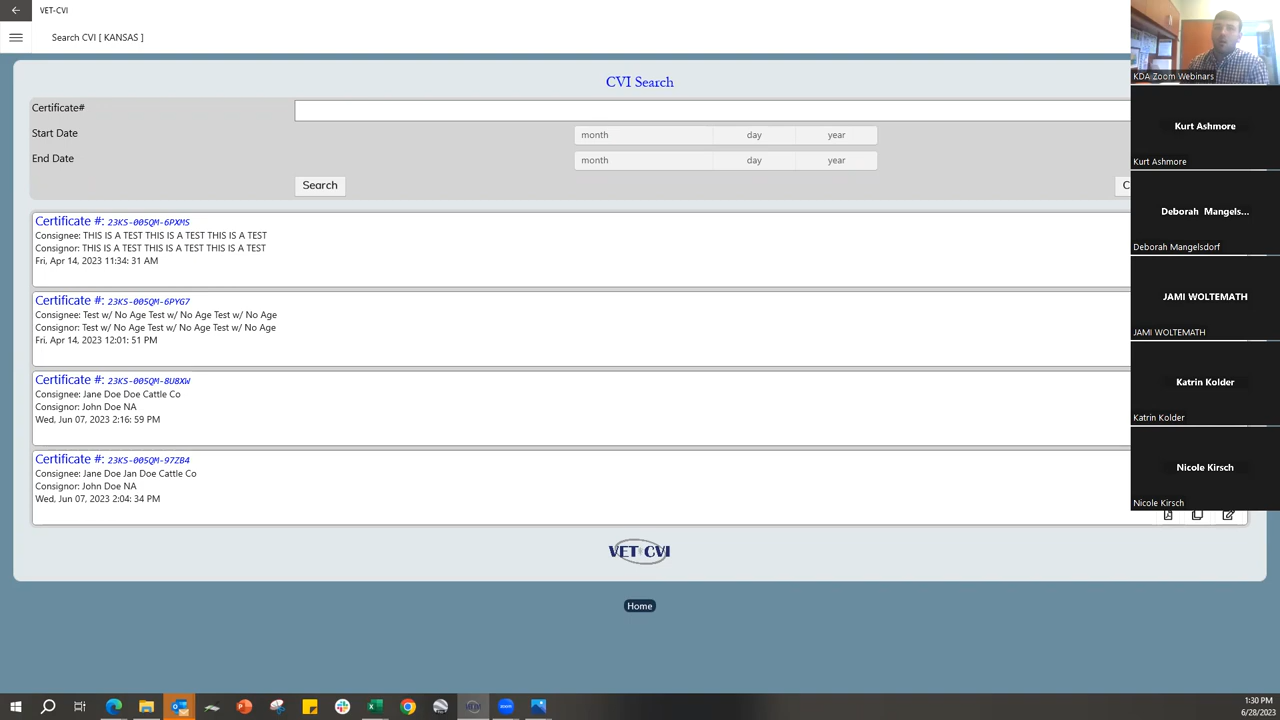 VET-CVI
Search CVI [ KANSAS ]
CVI Search
Certificate#
Start Date
month day year
End Date
month day year
Search
C
Certificate #: 23KS-005QM-6PXMS
Consignee: THIS IS A TEST THIS IS A TEST THIS IS A TEST
Consignor: THIS IS A TEST THIS IS A TEST THIS IS A TEST
Fri, Apr 14, 2023 11:34: 31 AM
Certificate #: 23KS-005QM-6PYG7
Consignee: Test w/ No Age Test w/ No Age Test w/ No Age
Consignor: Test w/ No Age Test w/ No Age Test w/ No Age
Fri, Apr 14, 2023 12:01: 51 PM
Certificate #: 23KS-005QM-8U8XW
Consignee: Jane Doe Doe Cattle Co
Consignor: John Doe NA
Wed, Jun 07, 2023 2:16: 59 PM
Certificate #: 23KS-005QM-97ZB4
Consignee: Jane Doe Jan Doe Cattle Co
Consignor: John Doe NA
Wed, Jun 07, 2023 2:04: 34 PM
VET CVI
Home
KDA Zoom Webinars
Kurt Ashmore
Kurt Ashmore
Deborah Mangels...
Deborah Mangelsdorf
JAMI WOLTEMATH
JAMI WOLTEMATH
Katrin Kolder
Katrin Kolder
Nicole Kirsch
Nicole Kirsch
1:30 PM
6/28/2023